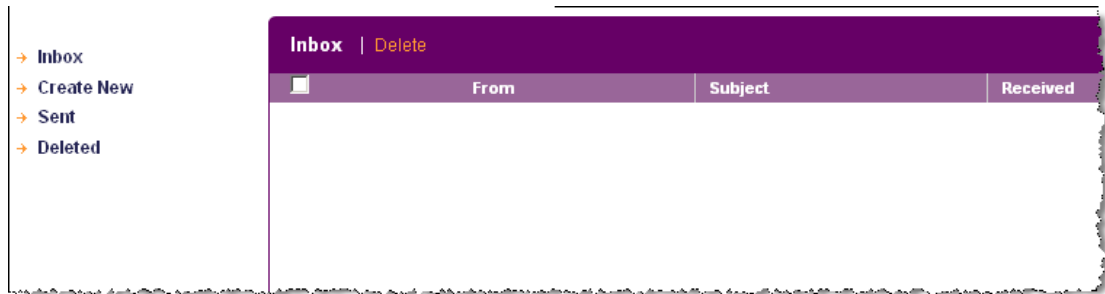 Inbox
Create New
Sent
Deleted
Inbox | Delete
From Subject Received